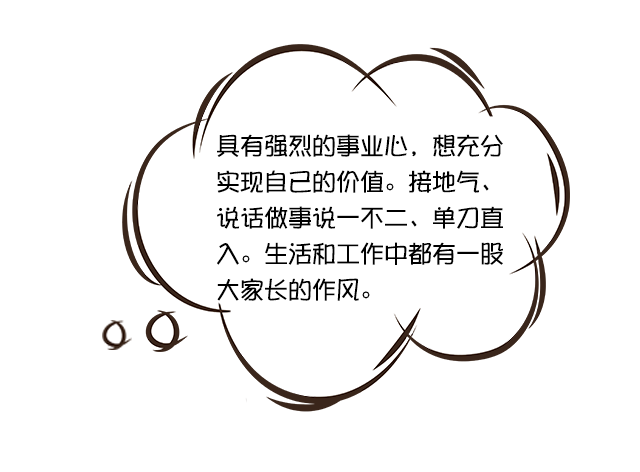 具有强烈的事业心，想充分
实现自己的价值。接地气、
说话做事说一不二、单刀直
入。生活和工作中都有一股
大家长的作风。